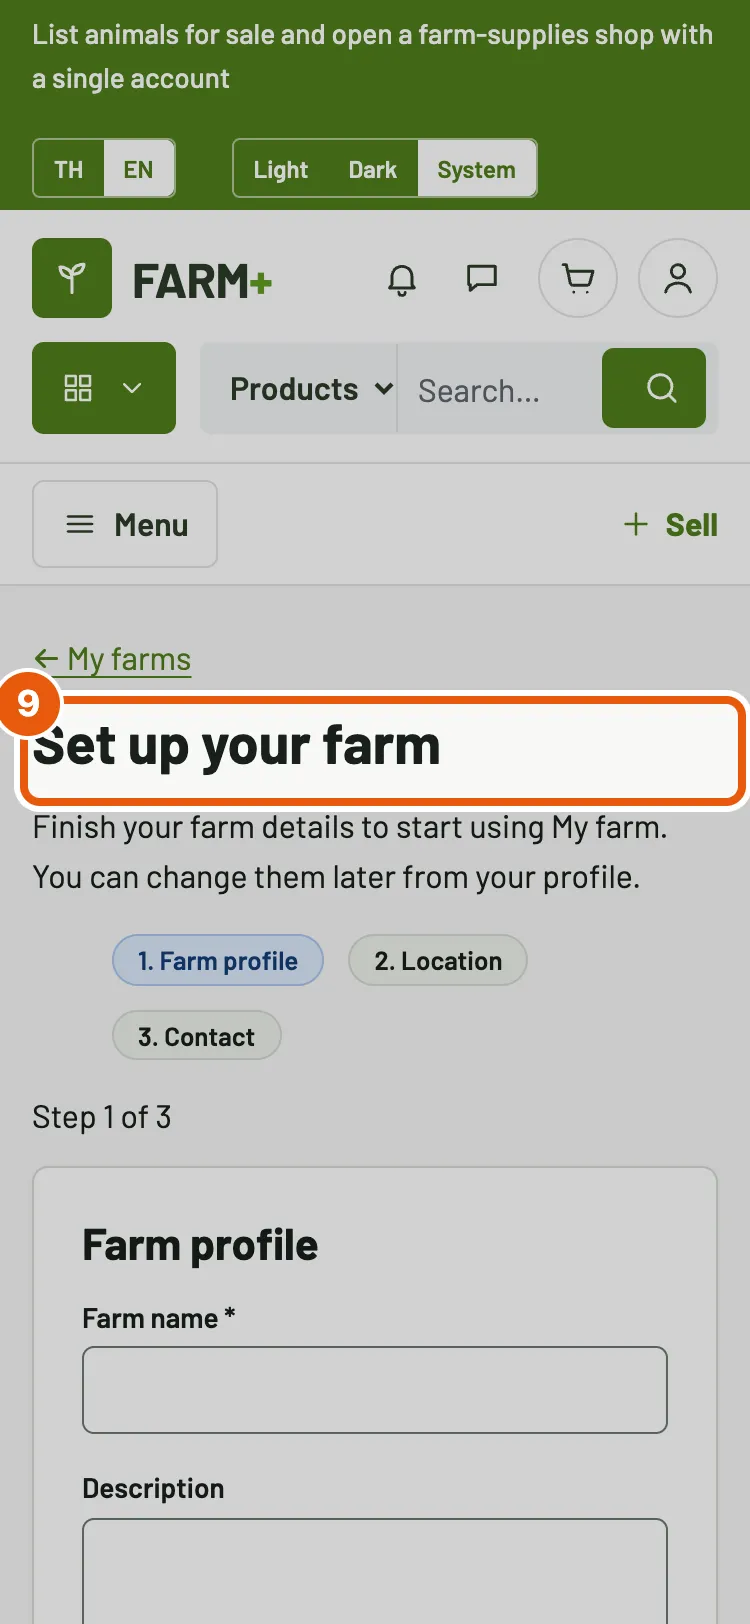 List animals for sale and open a farm-supplies shop with
a single account
TH EN Light Dark System
FARM+
Products Search...
Menu + Sell
← My farms
9
Set up your farm
Finish your farm details to start using My farm.
You can change them later from your profile.
1. Farm profile 2. Location
3. Contact
Step 1 of 3
Farm profile
Farm name *
Description